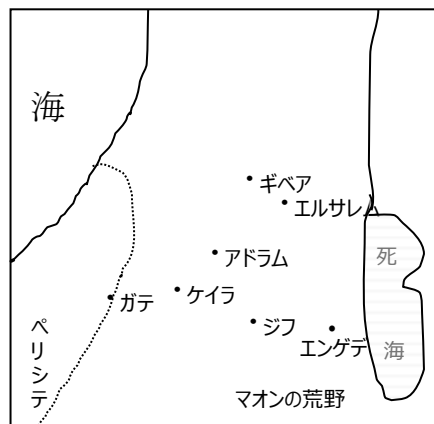 海
ギベア
エルサレム
アドラム
死
海
ケイラ
ガテ
ジフ
エンゲデ
ペリシテ
マオンの荒野